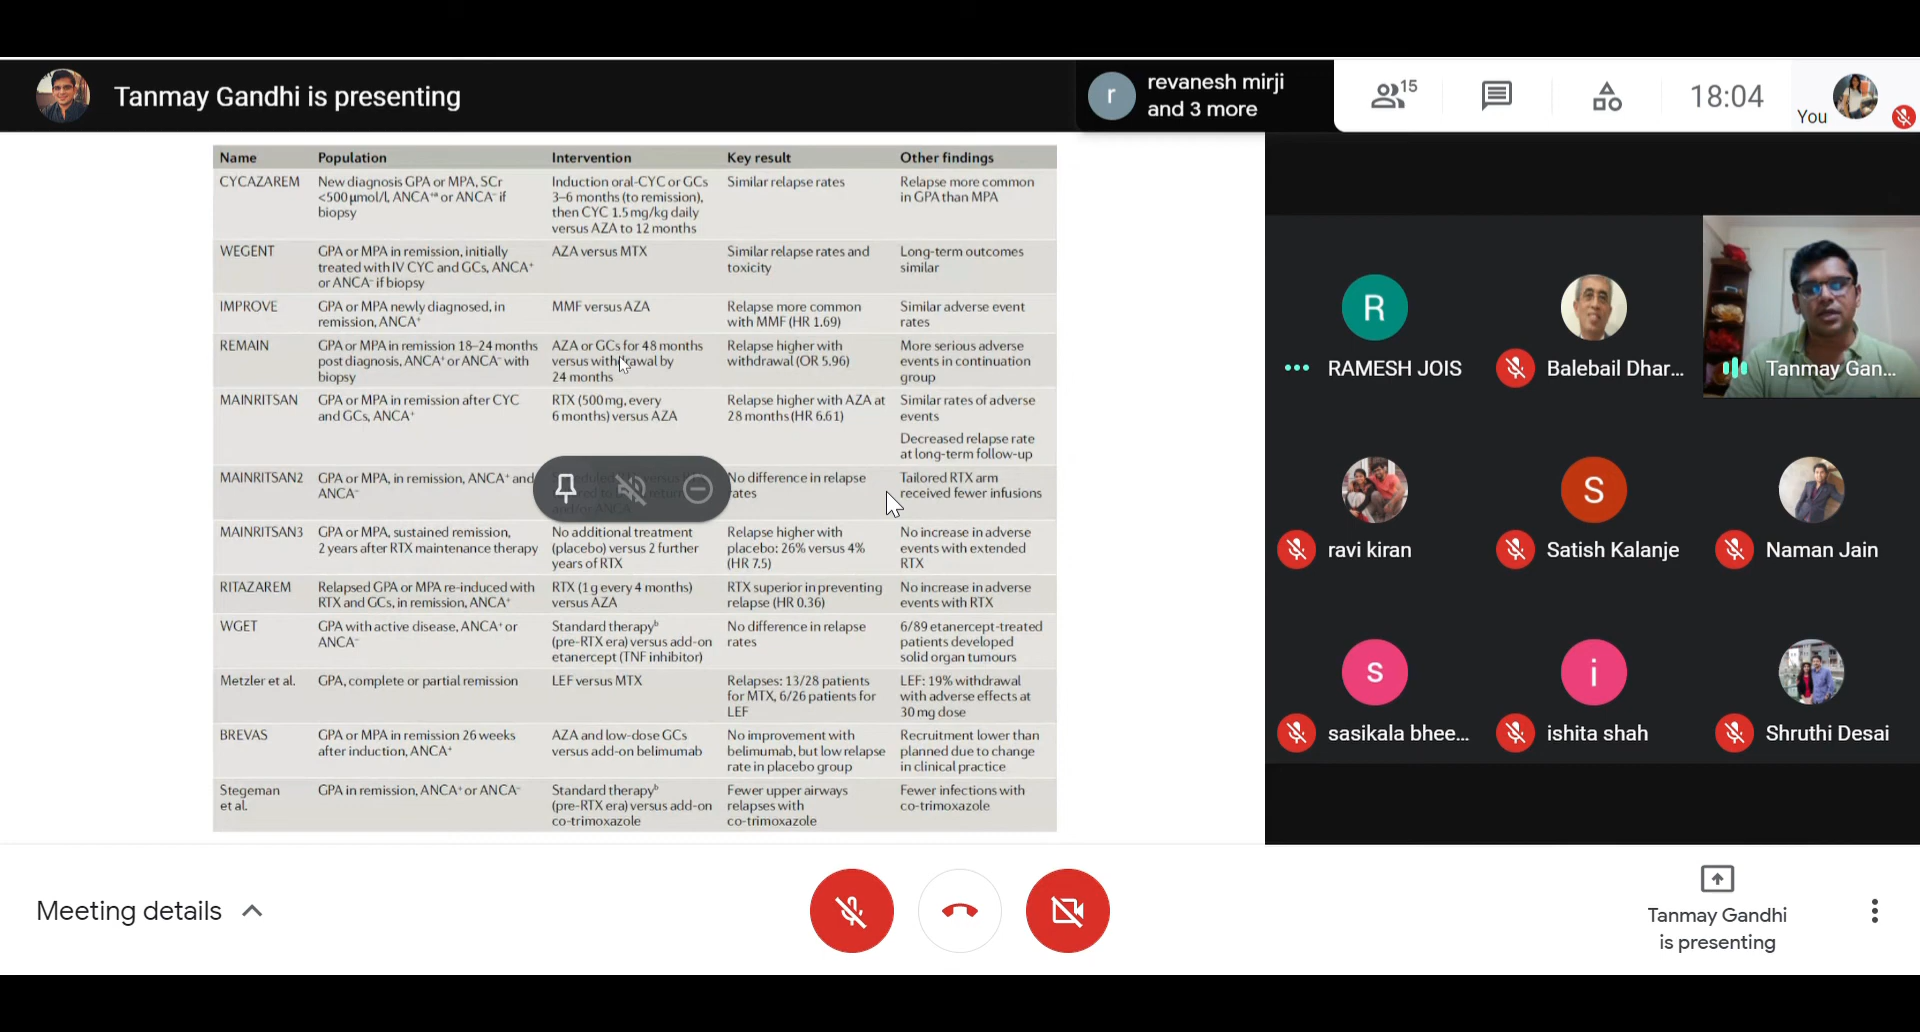 Tanmay Gandhi is presenting
r
revanesh mirji
and 3 more
15
18:04
You
Name Population Intervention Key result Other findings
CYCAZAREM New diagnosis GPA or MPA, SCr Induction oral-CYC or GCs Similar relapse rates Relapse more common
<500 µmol/l, ANCA⁺ᵃ or ANCA⁻ if 3–6 months (to remission), in GPA than MPA
biopsy then CYC 1.5 mg/kg daily
versus AZA to 12 months
WEGENT GPA or MPA in remission, initially AZA versus MTX Similar relapse rates and Long-term outcomes
treated with IV CYC and GCs, ANCA⁺ toxicity similar
or ANCA⁻ if biopsy
IMPROVE GPA or MPA newly diagnosed, in MMF versus AZA Relapse more common Similar adverse event
remission, ANCA⁺ with MMF (HR 1.69) rates
REMAIN GPA or MPA in remission 18–24 months AZA or GCs for 48 months Relapse higher with More serious adverse
post diagnosis, ANCA⁺ or ANCA⁻ with versus withdrawal by withdrawal (OR 5.96) events in continuation
biopsy 24 months group
MAINRITSAN GPA or MPA in remission after CYC RTX (500 mg, every Relapse higher with AZA at Similar rates of adverse
and GCs, ANCA⁺ 6 months) versus AZA 28 months (HR 6.61) events
Decreased relapse rate
at long-term follow-up
MAINRITSAN2 GPA or MPA, in remission, ANCA⁺ and No difference in relapse Tailored RTX arm
ANCA⁻ rates received fewer infusions
MAINRITSAN3 GPA or MPA, sustained remission, No additional treatment Relapse higher with No increase in adverse
2 years after RTX maintenance therapy (placebo) versus 2 further placebo: 26% versus 4% events with extended
years of RTX (HR 7.5) RTX
RITAZAREM Relapsed GPA or MPA re-induced with RTX (1 g every 4 months) RTX superior in preventing No increase in adverse
RTX and GCs, in remission, ANCA⁺ versus AZA relapse (HR 0.36) events with RTX
WGET GPA with active disease, ANCA⁺ or Standard therapyᵇ No difference in relapse 6/89 etanercept-treated
ANCA⁻ (pre-RTX era) versus add-on rates patients developed
etanercept (TNF inhibitor) solid organ tumours
Metzler et al. GPA, complete or partial remission LEF versus MTX Relapses: 13/28 patients LEF: 19% withdrawal
for MTX, 6/26 patients for with adverse effects at
LEF 30 mg dose
BREVAS GPA or MPA in remission 26 weeks AZA and low-dose GCs No improvement with Recruitment lower than
after induction, ANCA⁺ versus add-on belimumab belimumab, but low relapse planned due to change
rate in placebo group in clinical practice
Stegeman GPA in remission, ANCA⁺ or ANCA⁻ Standard therapyᵇ Fewer upper airways Fewer infections with
et al. (pre-RTX era) versus add-on relapses with co-trimoxazole
co-trimoxazole co-trimoxazole
R
RAMESH JOIS Balebail Dhar... Tanmay Gan...
S
ravi kiran Satish Kalanje Naman Jain
s i
sasikala bhee... ishita shah Shruthi Desai
Meeting details
Tanmay Gandhi
is presenting